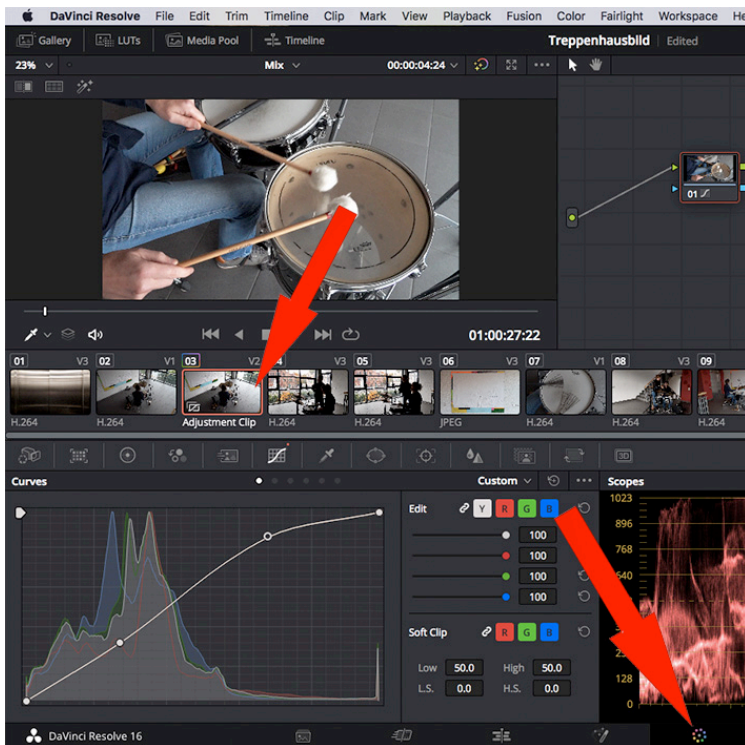 DaVinci Resolve File Edit Trim Timeline Clip Mark View Playback Fusion Color Fairlight Workspace He
Gallery LUTs Media Pool Timeline Treppenhausbild Edited
23% Mix 00:00:04:24
01
01:00:27:22
01 V3 02 V1 03 V2 V3 05 V3 06 V3 07 V1 08 V3 09
H.264 H.264 Adjustment Clip H.264 H.264 JPEG H.264 H.264 H.264
3D
Curves Custom Scopes
1023
Edit Y R G B
896
100
768
100
100
640
100
Soft Clip R G B
Low 50.0 High 50.0
128
L.S. 0.0 H.S. 0.0
0
DaVinci Resolve 16